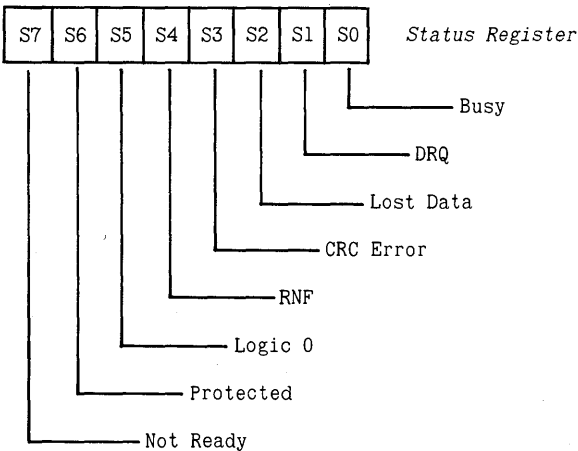 S7 S6 S5 S4 S3 S2 S1 S0 Status Register
Busy
DRQ
Lost Data
CRC Error
RNF
Logic 0
Protected
Not Ready